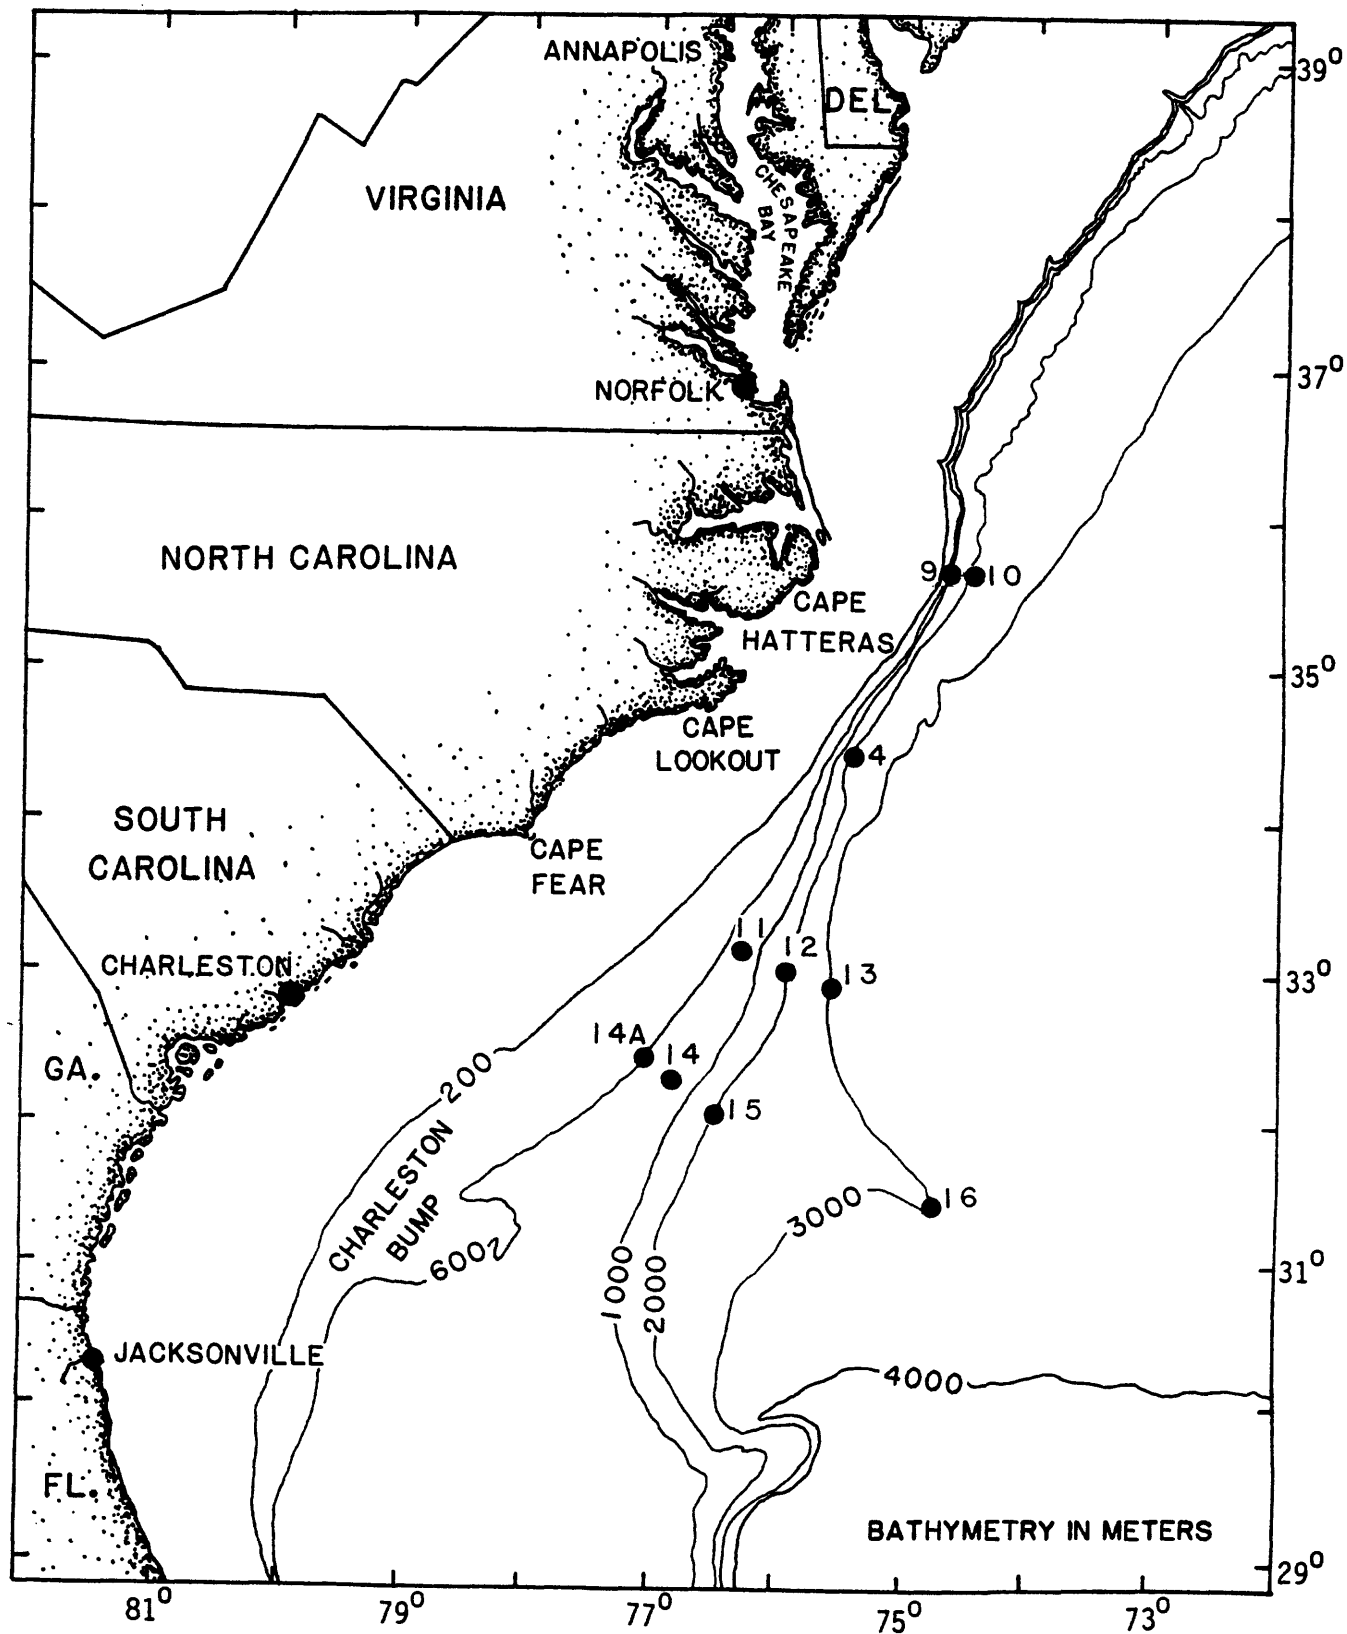 ANNAPOLIS
39°
DEL.
VIRGINIA
CHESAPEAKE
BAY
37°
NORFOLK
NORTH CAROLINA
9
10
CAPE
HATTERAS
35°
CAPE
LOOKOUT
4
SOUTH
CAROLINA
CAPE
FEAR
11
12
CHARLESTON
13
33°
14A
14
GA.
200
15
CHARLESTON
BUMP
16
3000
600
1000
2000
31°
JACKSONVILLE
4000
FL.
BATHYMETRY IN METERS
29°
81°
79°
77°
75°
73°